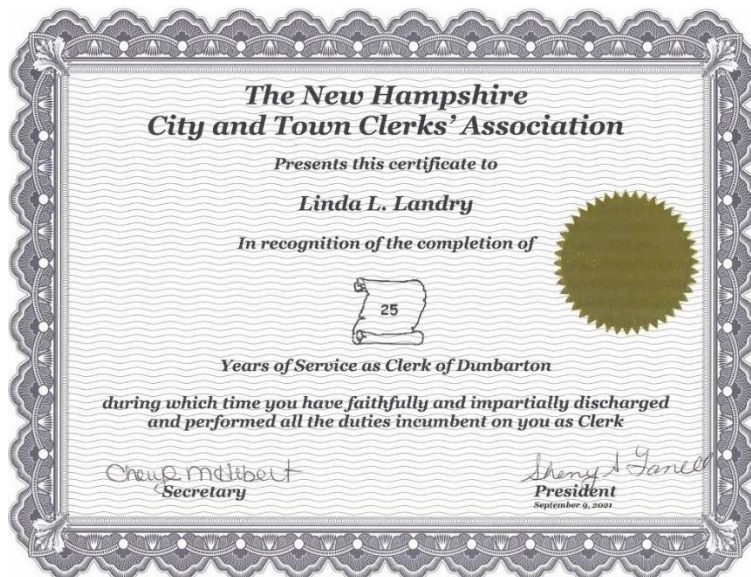 The New Hampshire
City and Town Clerks' Association
Presents this certificate to
Linda L. Landry
In recognition of the completion of
25
Years of Service as Clerk of Dunbarton
during which time you have faithfully and impartially discharged
and performed all the duties incumbent on you as Clerk
Secretary
President
September 9, 2021